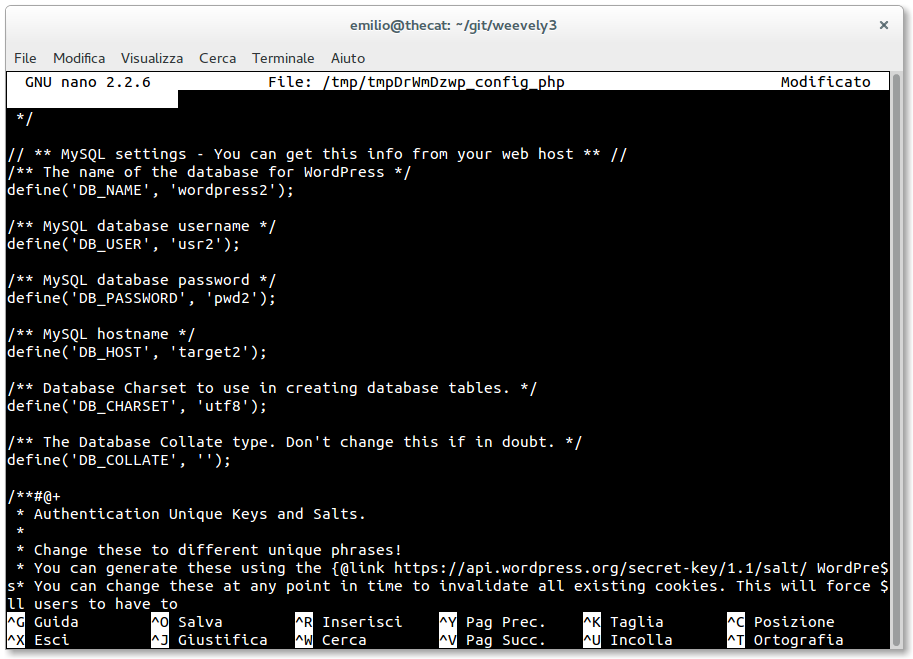 emilio@thecat: ~/git/weevely3 ×
File Modifica Visualizza Cerca Terminale Aiuto
GNU nano 2.2.6 File: /tmp/tmpDrWmDzwp_config_php Modificato
*/
// ** MySQL settings - You can get this info from your web host ** //
/** The name of the database for WordPress */
define('DB_NAME', 'wordpress2');
/** MySQL database username */
define('DB_USER', 'usr2');
/** MySQL database password */
define('DB_PASSWORD', 'pwd2');
/** MySQL hostname */
define('DB_HOST', 'target2');
/** Database Charset to use in creating database tables. */
define('DB_CHARSET', 'utf8');
/** The Database Collate type. Don't change this if in doubt. */
define('DB_COLLATE', '');
/**#@+
* Authentication Unique Keys and Salts.
*
* Change these to different unique phrases!
* You can generate these using the {@link https://api.wordpress.org/secret-key/1.1/salt/ WordPre$
s* You can change these at any point in time to invalidate all existing cookies. This will force $
ll users to have to
^G Guida ^O Salva ^R Inserisci ^Y Pag Prec. ^K Taglia ^C Posizione
^X Esci ^J Giustifica ^W Cerca ^V Pag Succ. ^U Incolla ^T Ortografia